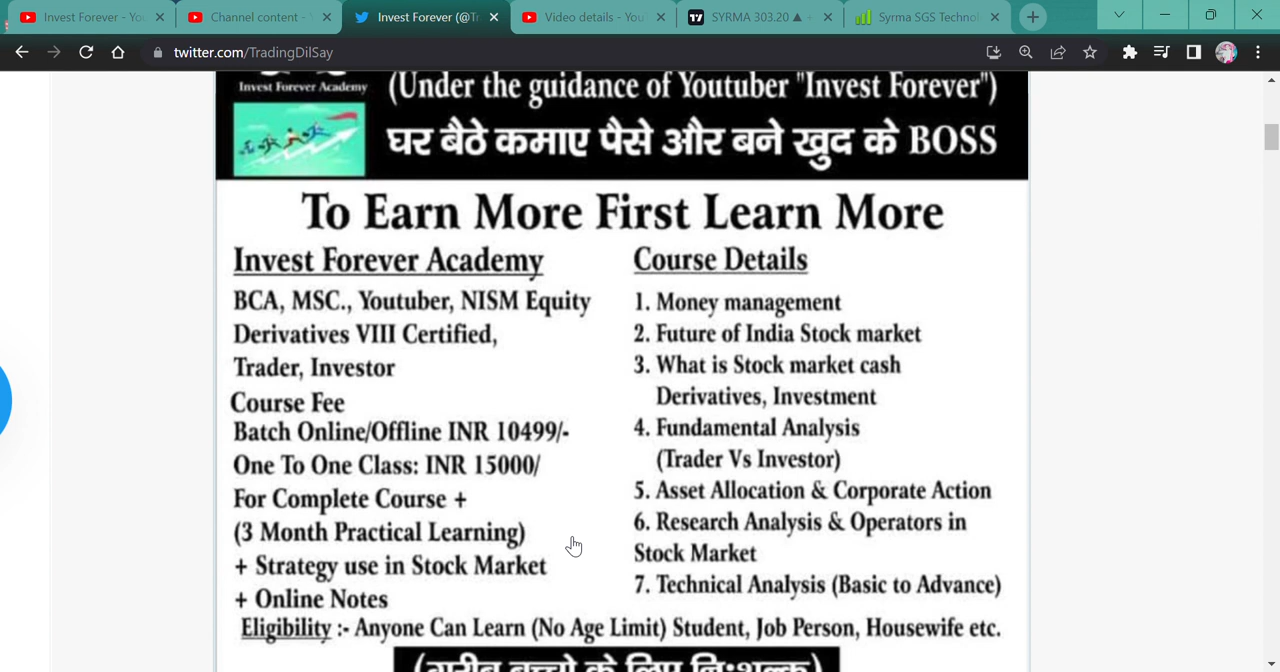 Invest Forever - You
Channel content -
Invest Forever (@Tr
Video details - You
SYRMA 303.20 ▲ +
Syrma SGS Technol
twitter.com/TradingDilSay
Invest Forever Academy
(Under the guidance of Youtuber "Invest Forever")
घर बैठे कमाए पैसे और बने खुद के BOSS
To Earn More First Learn More
Invest Forever Academy
BCA, MSC., Youtuber, NISM Equity
Derivatives VIII Certified,
Trader, Investor
Course Fee
Batch Online/Offline INR 10499/-
One To One Class: INR 15000/
For Complete Course +
(3 Month Practical Learning)
+ Strategy use in Stock Market
+ Online Notes
Course Details
1. Money management
2. Future of India Stock market
3. What is Stock market cash
Derivatives, Investment
4. Fundamental Analysis
(Trader Vs Investor)
5. Asset Allocation & Corporate Action
6. Research Analysis & Operators in
Stock Market
7. Technical Analysis (Basic to Advance)
Eligibility :- Anyone Can Learn (No Age Limit) Student, Job Person, Housewife etc.
(गरीब बच्चो के लिए निःशुल्क)